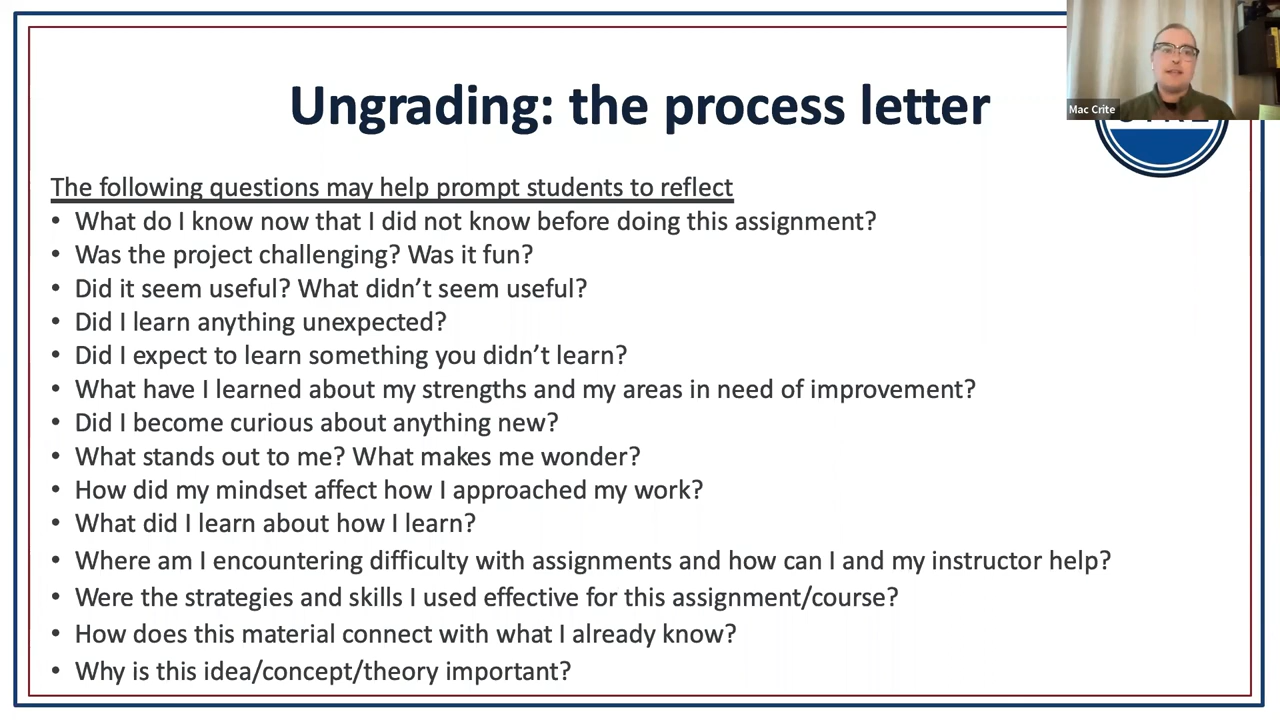 Ungrading: the process letter
Mac Crite
The following questions may help prompt students to reflect
• What do I know now that I did not know before doing this assignment?
• Was the project challenging? Was it fun?
• Did it seem useful? What didn’t seem useful?
• Did I learn anything unexpected?
• Did I expect to learn something you didn’t learn?
• What have I learned about my strengths and my areas in need of improvement?
• Did I become curious about anything new?
• What stands out to me? What makes me wonder?
• How did my mindset affect how I approached my work?
• What did I learn about how I learn?
• Where am I encountering difficulty with assignments and how can I and my instructor help?
• Were the strategies and skills I used effective for this assignment/course?
• How does this material connect with what I already know?
• Why is this idea/concept/theory important?